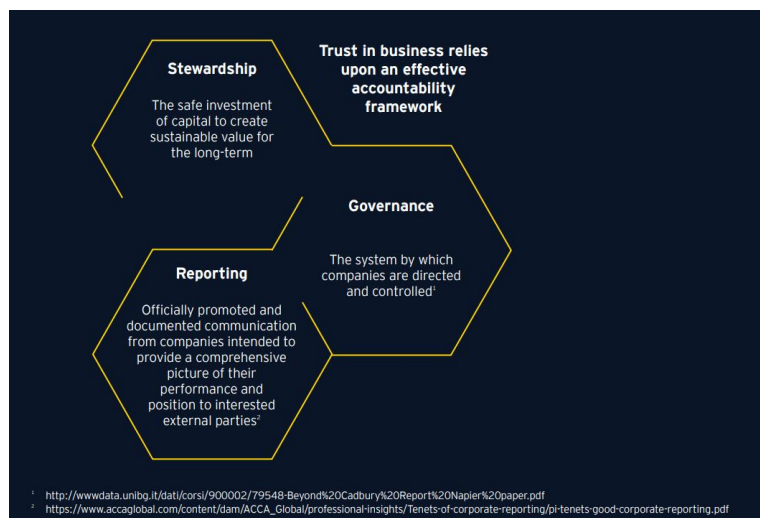 Stewardship
The safe investment
of capital to create
sustainable value for
the long-term
Trust in business relies
upon an effective
accountability
framework
Governance
The system by which
companies are directed
and controlled¹
Reporting
Officially promoted and
documented communication
from companies intended to
provide a comprehensive
picture of their
performance and
position to interested
external parties²
¹ http://wwwdata.unibg.it/dati/corsi/900002/79548-Beyond%20Cadbury%20Report%20Napier%20paper.pdf
² https://www.accaglobal.com/content/dam/ACCA_Global/professional-insights/Tenets-of-corporate-reporting/pi-tenets-good-corporate-reporting.pdf